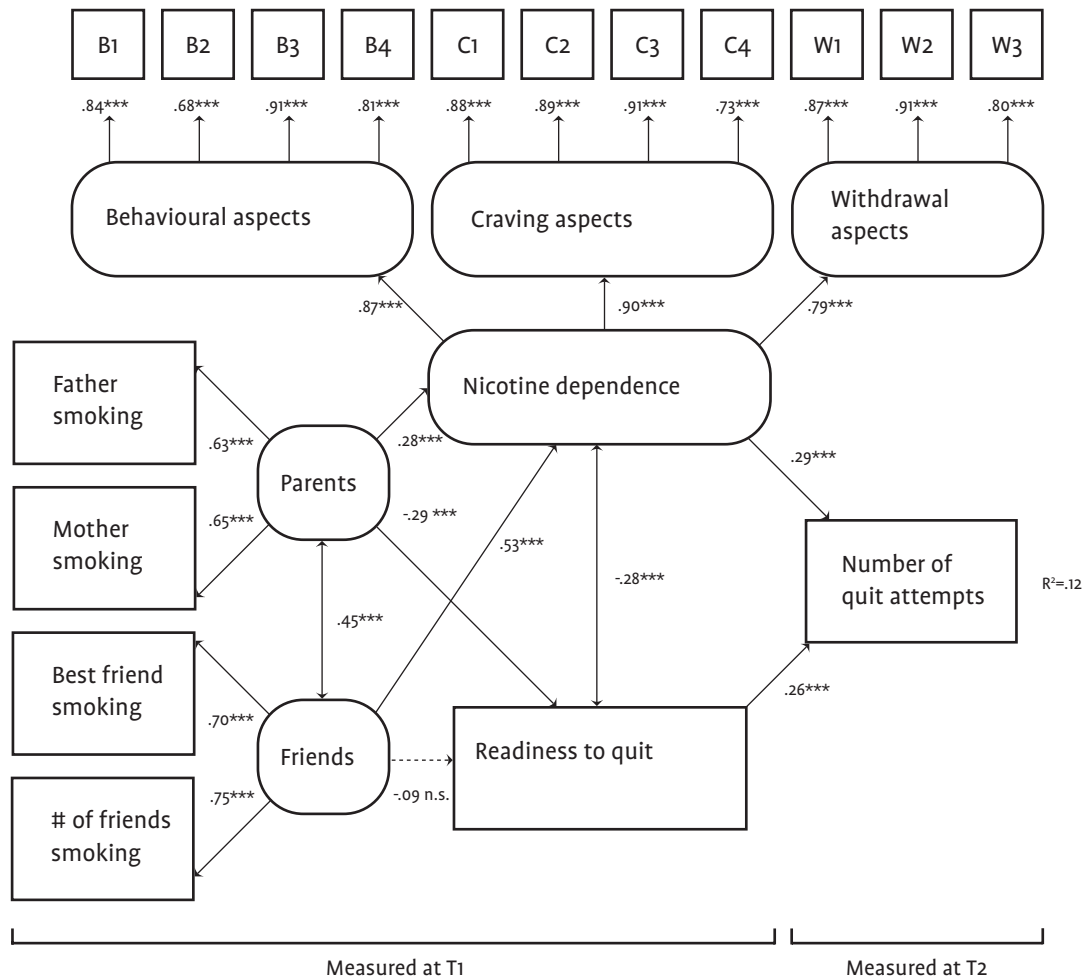 B1
B2
B3
B4
C1
C2
C3
C4
W1
W2
W3
.84***
.68***
.91***
.81***
.88***
.89***
.91***
.73***
.87***
.91***
.80***
Behavioural aspects
Craving aspects
Withdrawal
aspects
.87***
.90***
.79***
Nicotine dependence
Father
smoking
.63***
.28***
Parents
.29***
Mother
smoking
.65***
-.29 ***
.53***
-.28***
Number of
quit attempts
R²=.12
.45***
Best friend
smoking
.70***
.26***
Friends
Readiness to quit
-.09 n.s.
# of friends
smoking
.75***
Measured at T1
Measured at T2